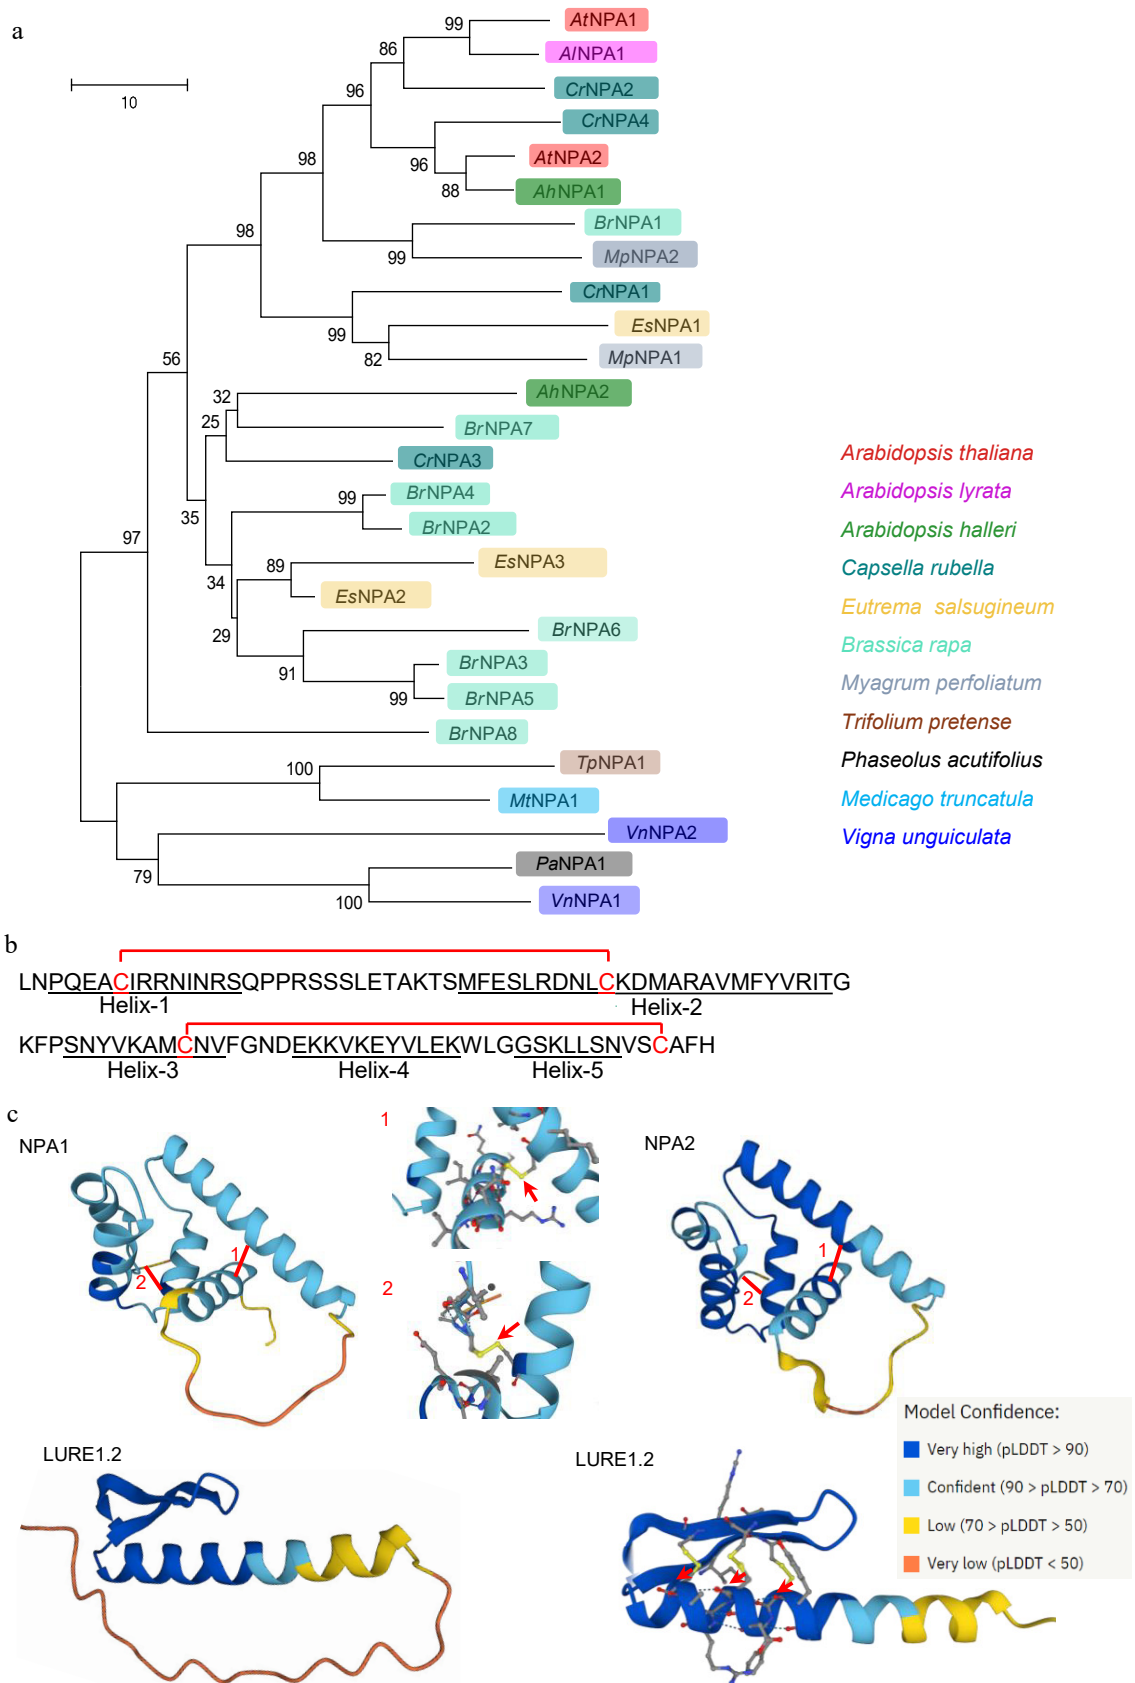 a
10
99
AtNPA1
AlNPA1
86
CrNPA2
96
CrNPA4
96
AtNPA2
88
AhNPA1
98
BrNPA1
99
MpNPA2
98
CrNPA1
99
EsNPA1
82
MpNPA1
56
32
AhNPA2
25
BrNPA7
CrNPA3
35
99
BrNPA4
BrNPA2
97
34
89
EsNPA3
EsNPA2
29
BrNPA6
91
BrNPA3
99
BrNPA5
BrNPA8
100
TpNPA1
MtNPA1
VnNPA2
79
PaNPA1
100
VnNPA1
Arabidopsis thaliana
Arabidopsis lyrata
Arabidopsis halleri
Capsella rubella
Eutrema salsugineum
Brassica rapa
Myagrum perfoliatum
Trifolium pretense
Phaseolus acutifolius
Medicago truncatula
Vigna unguiculata
b
LNPQEACIRRNINRSQPPRSSSLETAKTSMFESLRDNLCKDMARAVMFYVRITG
Helix-1 Helix-2
KFPSNYVKAMCNVFGNDEKKVKEYVLEKWLGGSKLLSNVSCAFH
Helix-3 Helix-4 Helix-5
c
NPA1
1
2
1
2
NPA2
1
2
LURE1.2
LURE1.2
Model Confidence:
Very high (pLDDT > 90)
Confident (90 > pLDDT > 70)
Low (70 > pLDDT > 50)
Very low (pLDDT < 50)